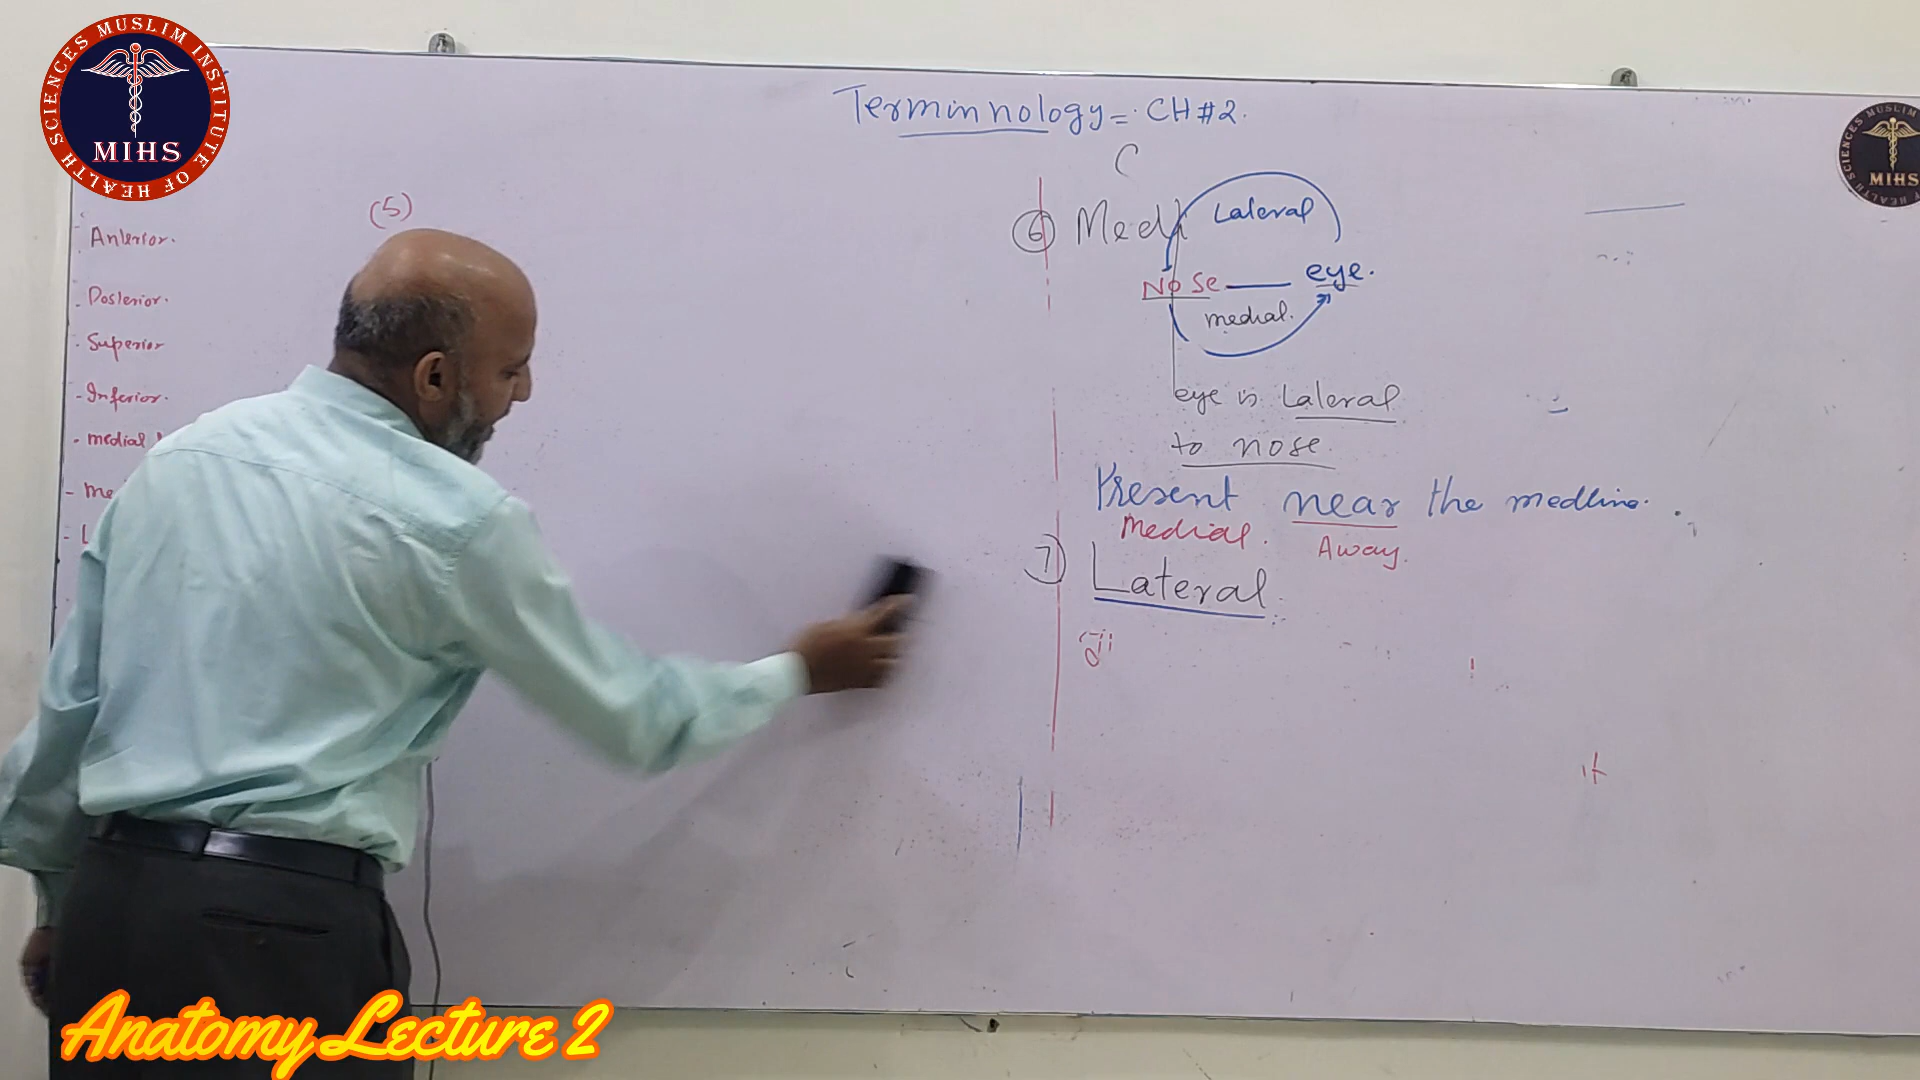 MUSLIM INSTITUTE OF HEALTH SCIENCES
MIHS
Terminnology = CH#2.
MIHS
(5)
Anterior.
Posterior.
Superior
Inferior.
medial
me
L
6 Medi
Lateral
Nose — eye.
medial.
eye is Lateral
to nose.
Present near the medline.
Medial. Away.
7 Lateral
Anatomy Lecture 2